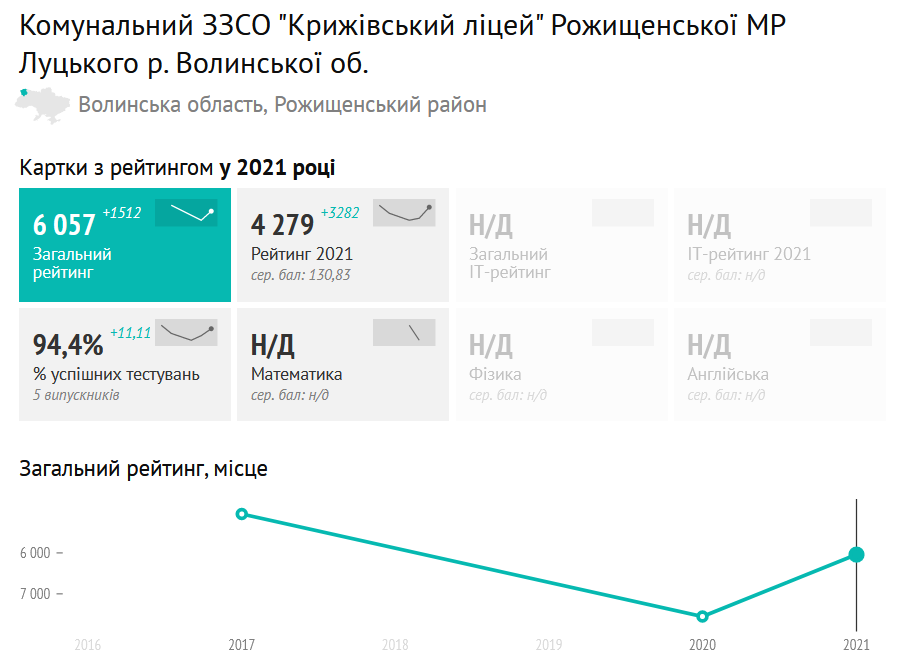 Комунальний ЗЗСО "Крижівський ліцей" Рожищенської МР
Луцького р. Волинської об.
Волинська область, Рожищенський район
Картки з рейтингом у 2021 році
6 057 +1512
Загальний
рейтинг
4 279 +3282
Рейтинг 2021
сер. бал: 130,83
Н/Д
Загальний
ІТ-рейтинг
Н/Д
ІТ-рейтинг 2021
сер. бал: н/д
94,4% +11,11
% успішних тестувань
5 випускників
Н/Д
Математика
сер. бал: н/д
Н/Д
Фізика
сер. бал: н/д
Н/Д
Англійська
сер. бал: н/д
Загальний рейтинг, місце
6 000
7 000
2016 2017 2018 2019 2020 2021